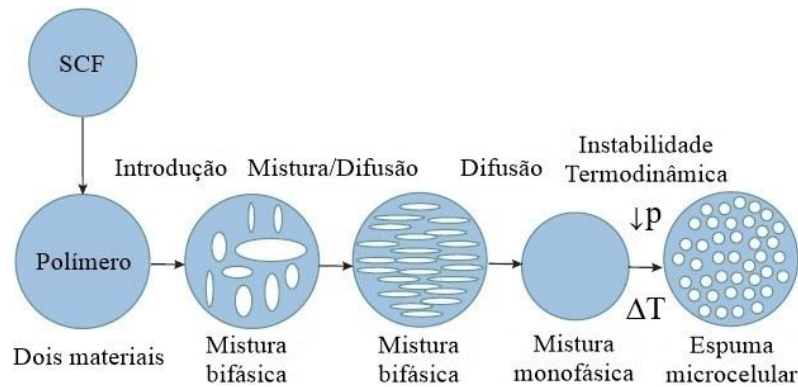 SCF
Introdução
Mistura/Difusão
Difusão
Instabilidade
Termodinâmica
Polímero
↓p
ΔT
Dois materiais
Mistura
bifásica
Mistura
bifásica
Mistura
monofásica
Espuma
microcelular